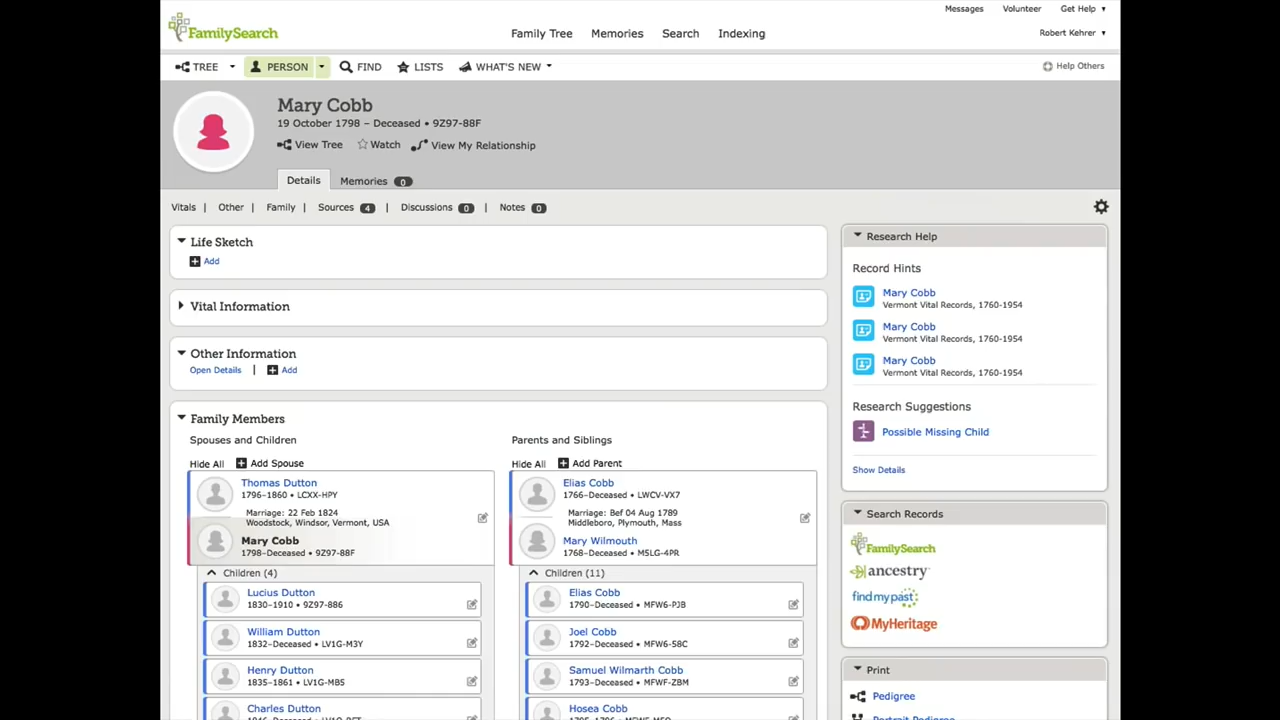 Messages Volunteer Get Help
FamilySearch
Family Tree Memories Search Indexing
Robert Kehrer
TREE PERSON FIND LISTS WHAT'S NEW
Help Others
Mary Cobb
19 October 1798 – Deceased • 9Z97-88F
View Tree Watch View My Relationship
Details Memories 0
Vitals | Other | Family | Sources 4 | Discussions 0 | Notes 0
Life Sketch
Add
Vital Information
Other Information
Open Details | Add
Family Members
Spouses and Children
Hide All Add Spouse
Thomas Dutton
1796-1860 • LCXX-HPY
Marriage: 22 Feb 1824
Woodstock, Windsor, Vermont, USA
Mary Cobb
1798-Deceased • 9Z97-88F
Children (4)
Lucius Dutton
1830-1910 • 9Z97-886
William Dutton
1832-Deceased • LV1G-M3Y
Henry Dutton
1835-1861 • LV1G-MBS
Charles Dutton
Parents and Siblings
Hide All Add Parent
Elias Cobb
1766-Deceased • LWCV-VX7
Marriage: Bef 04 Aug 1789
Middleboro, Plymouth, Mass
Mary Wilmouth
1768-Deceased • MSLG-4PR
Children (11)
Elias Cobb
1790-Deceased • MFW6-PJB
Joel Cobb
1792-Deceased • MFW6-58C
Samuel Wilmarth Cobb
1793-Deceased • MFWF-ZBM
Hosea Cobb
Research Help
Record Hints
Mary Cobb
Vermont Vital Records, 1760-1954
Mary Cobb
Vermont Vital Records, 1760-1954
Mary Cobb
Vermont Vital Records, 1760-1954
Research Suggestions
Possible Missing Child
Show Details
Search Records
FamilySearch
ancestry
findmypast
MyHeritage
Print
Pedigree
Portrait Pedigree